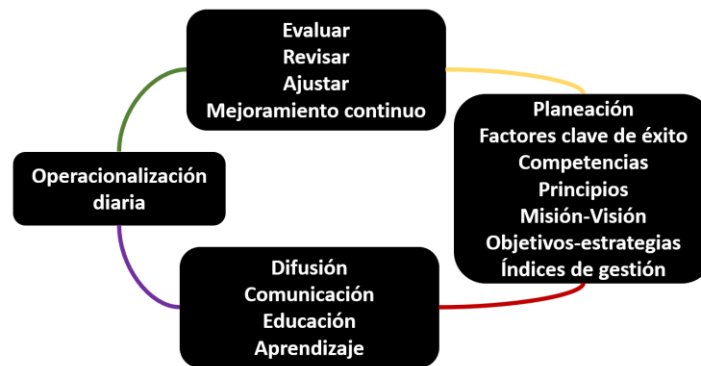 Evaluar
Revisar
Ajustar
Mejoramiento continuo
Planeación
Factores clave de éxito
Competencias
Principios
Misión-Visión
Objetivos-estrategias
Índices de gestión
Operacionalización
diaria
Difusión
Comunicación
Educación
Aprendizaje